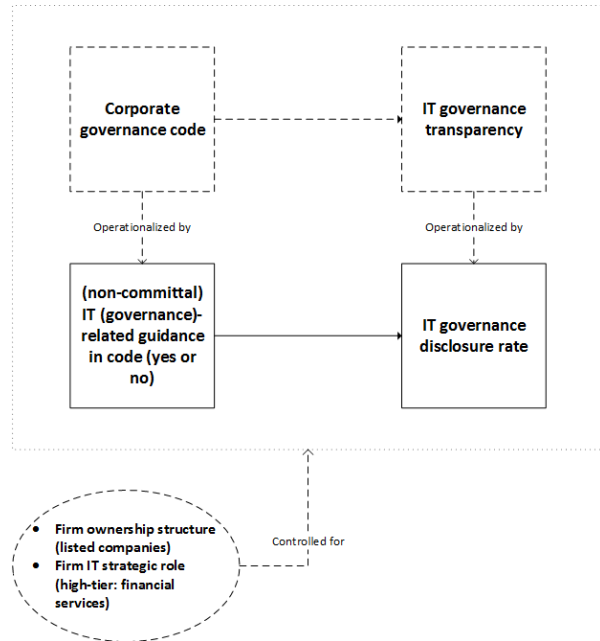 Corporate
governance code
IT governance
transparency
Operationalized by
Operationalized by
(non-committal)
IT (governance)-
related guidance
in code (yes or
no)
IT governance
disclosure rate
• Firm ownership structure
(listed companies)
• Firm IT strategic role
(high-tier: financial
services)
Controlled for